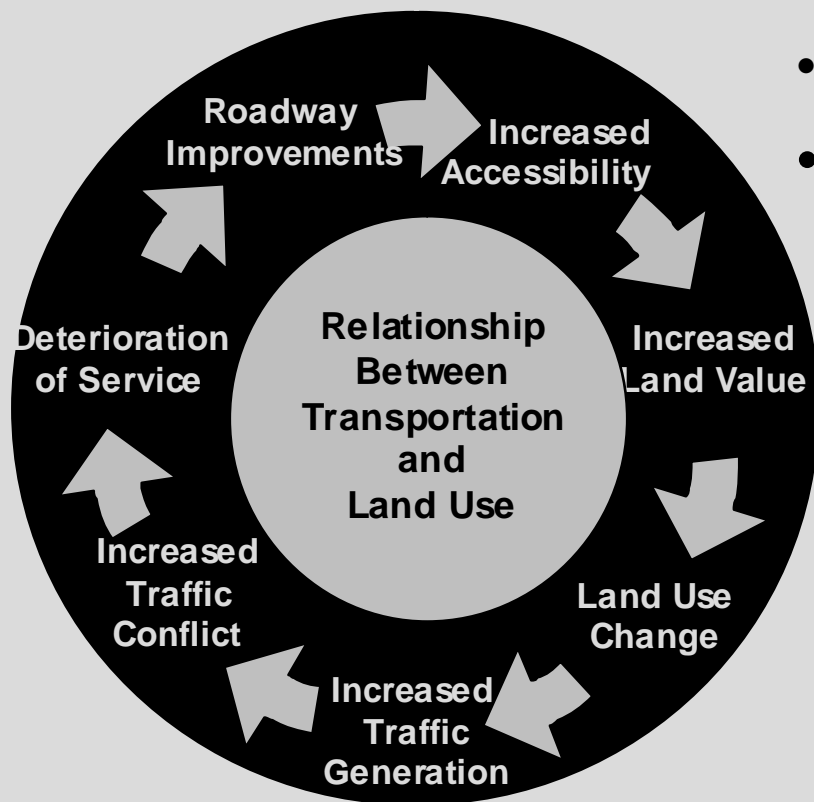 Roadway
Improvements
Increased
Accessibility
Increased
Land Value
Land Use
Change
Increased
Traffic
Generation
Increased
Traffic
Conflict
Deterioration
of Service
Relationship
Between
Transportation
and
Land Use